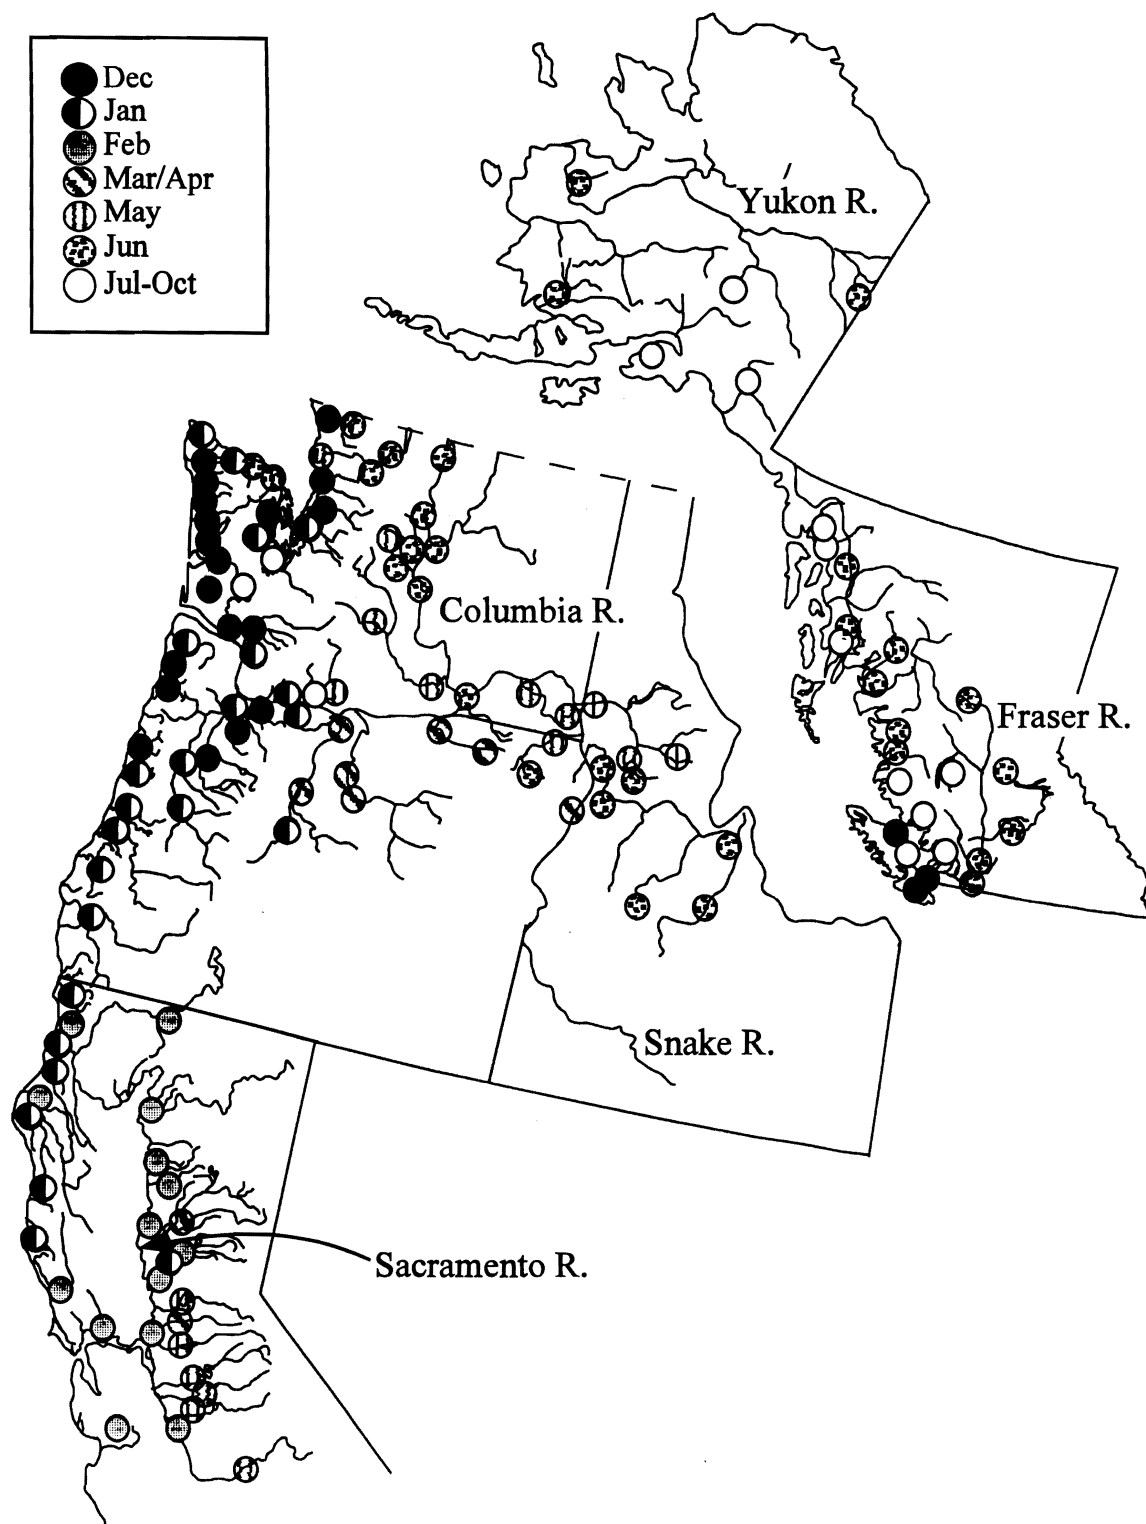 Dec
Jan
Feb
Mar/Apr
May
Jun
Jul-Oct
Yukon R.
Columbia R.
Fraser R.
Snake R.
Sacramento R.